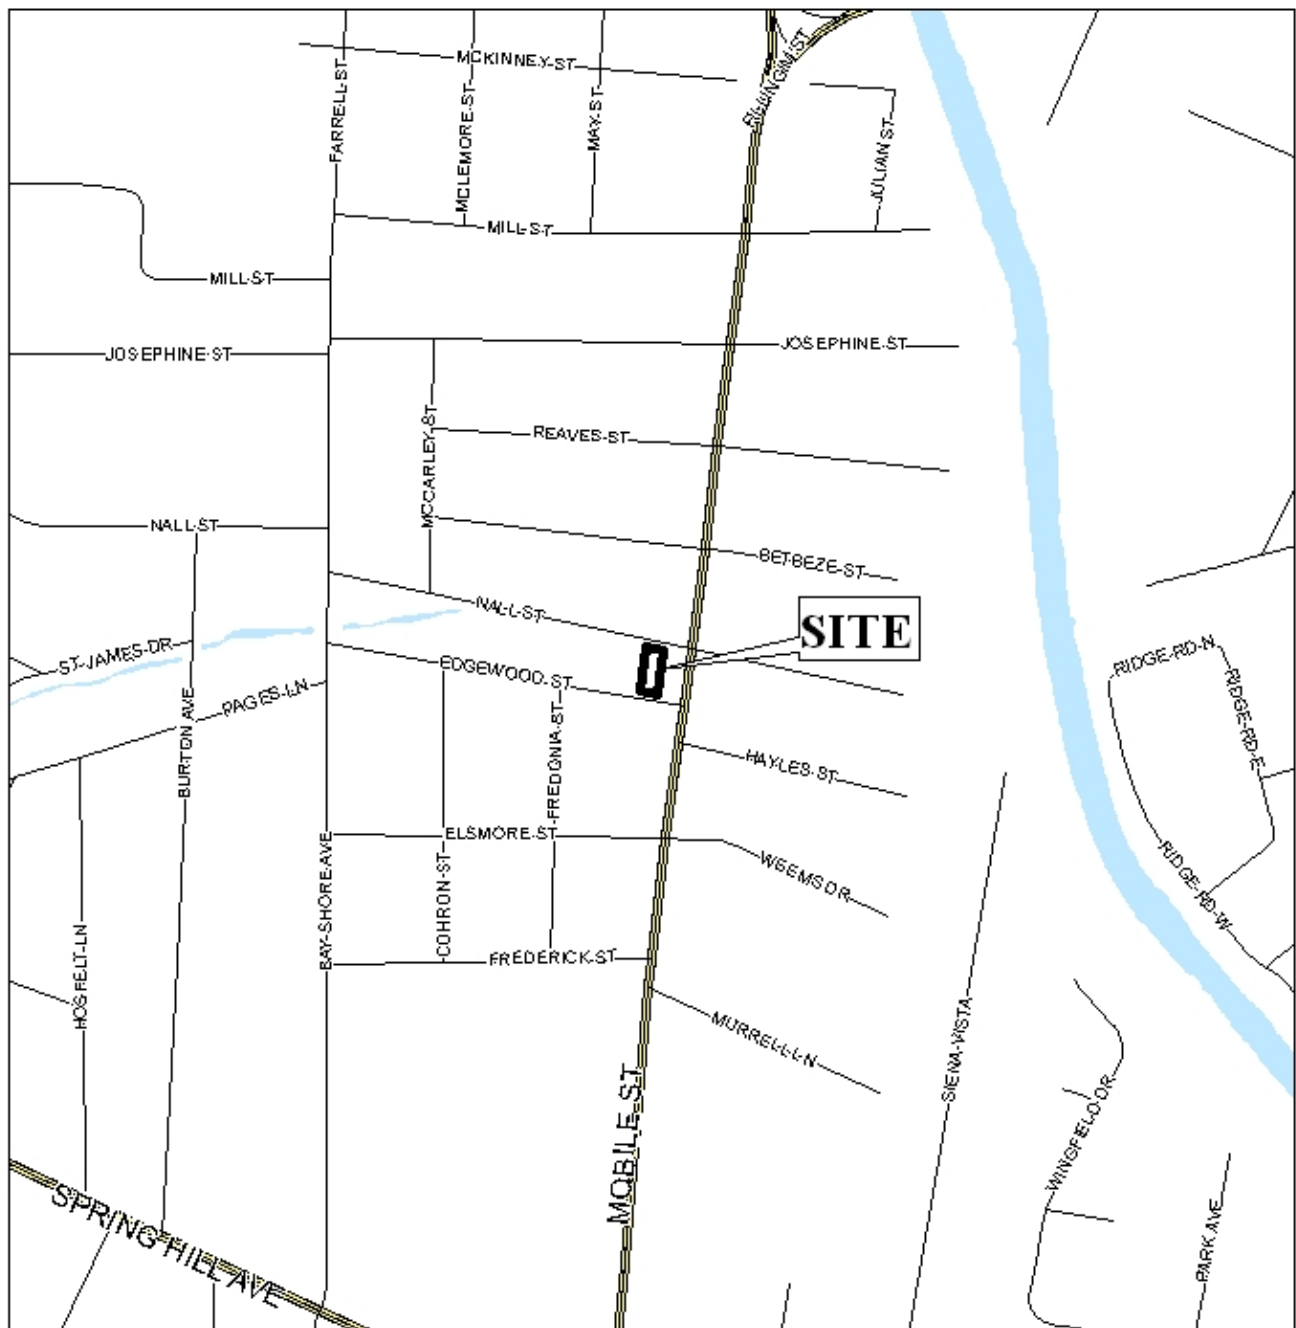 MCKINNEY ST
FARRELL ST
MCLEMORE ST
MAY ST
JULIAN ST
MILL ST
MILL ST
JOSEPHINE ST
JOSEPHINE ST
MCCARLEY ST
REAVES ST
NALL ST
BETBEZE ST
NALL ST
SITE
ST JAMES DR
EDGEWOOD ST
RIDGE RD N
RIDGE RD E
PAGES LN
BURTON AVE
FREDONIA ST
HAYLES ST
ELSMORE ST
WEEMS DR
BAY SHORE AVE
COHRON ST
RIDGE RD W
HOSFELT LN
FREDERICK ST
MURRELL LN
SIENA VISTA
MOBILE ST
WINGFIELD DR
SPRING HILL AVE
PARK AVE